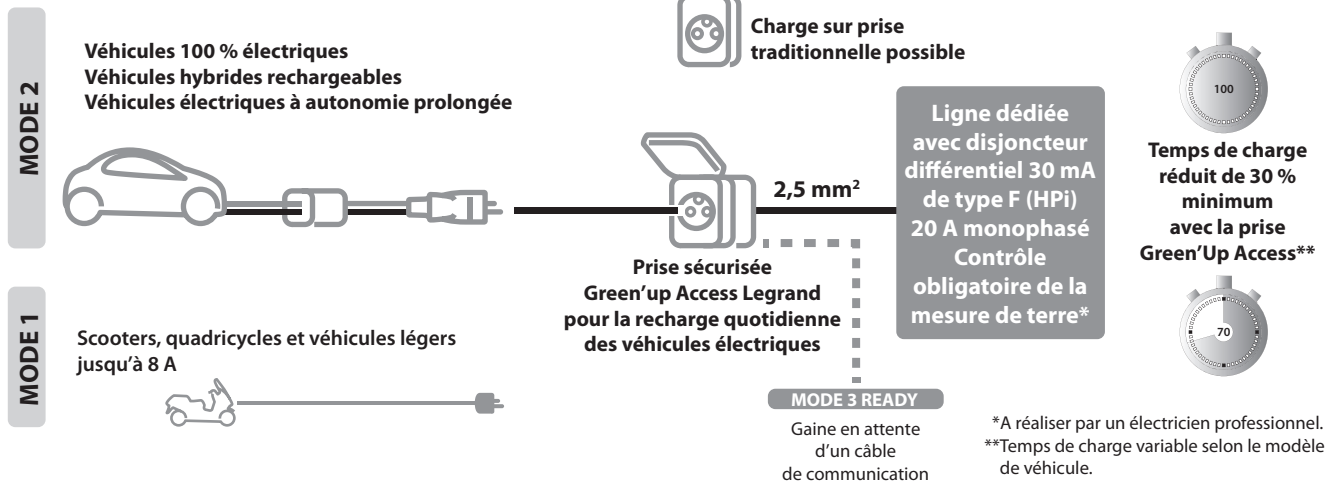 MODE 2
Véhicules 100 % électriques
Véhicules hybrides rechargeables
Véhicules électriques à autonomie prolongée
Charge sur prise
traditionnelle possible
2,5 mm²
Prise sécurisée
Green'up Access Legrand
pour la recharge quotidienne
des véhicules électriques
Ligne dédiée
avec disjoncteur
différentiel 30 mA
de type F (HPi)
20 A monophasé
Contrôle
obligatoire de la
mesure de terre*
100
Temps de charge
réduit de 30 %
minimum
avec la prise
Green'Up Access**
70
MODE 1
Scooters, quadricycles et véhicules légers
jusqu'à 8 A
MODE 3 READY
Gaine en attente
d'un câble
de communication
*A réaliser par un électricien professionnel.
**Temps de charge variable selon le modèle
de véhicule.